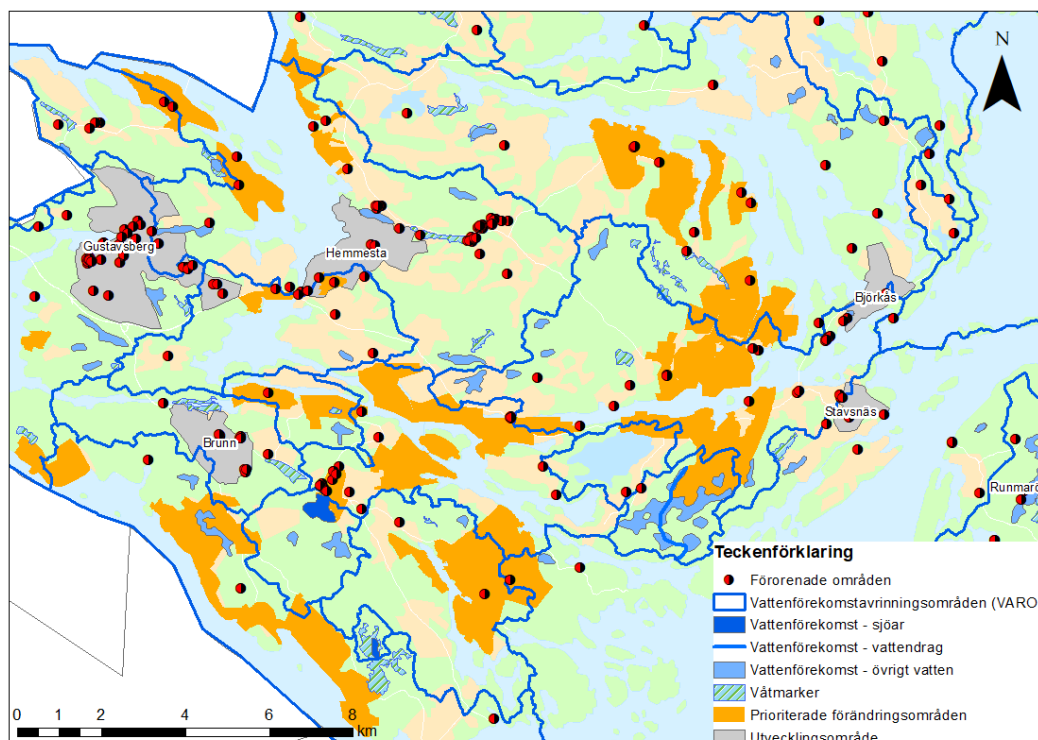 N
Gustavsberg
Hemmesta
Björkås
Stavsnäs
Brunn
Runmarö
Teckenförklaring
Förorenade områden
Vattenförekomstavrinningsområden (VARO
Vattenförekomst - sjöar
Vattenförekomst - vattendrag
Vattenförekomst - övrigt vatten
Våtmarker
Prioriterade förändringsområden
Utvecklingsområde
0 1 2 4 6 8
km